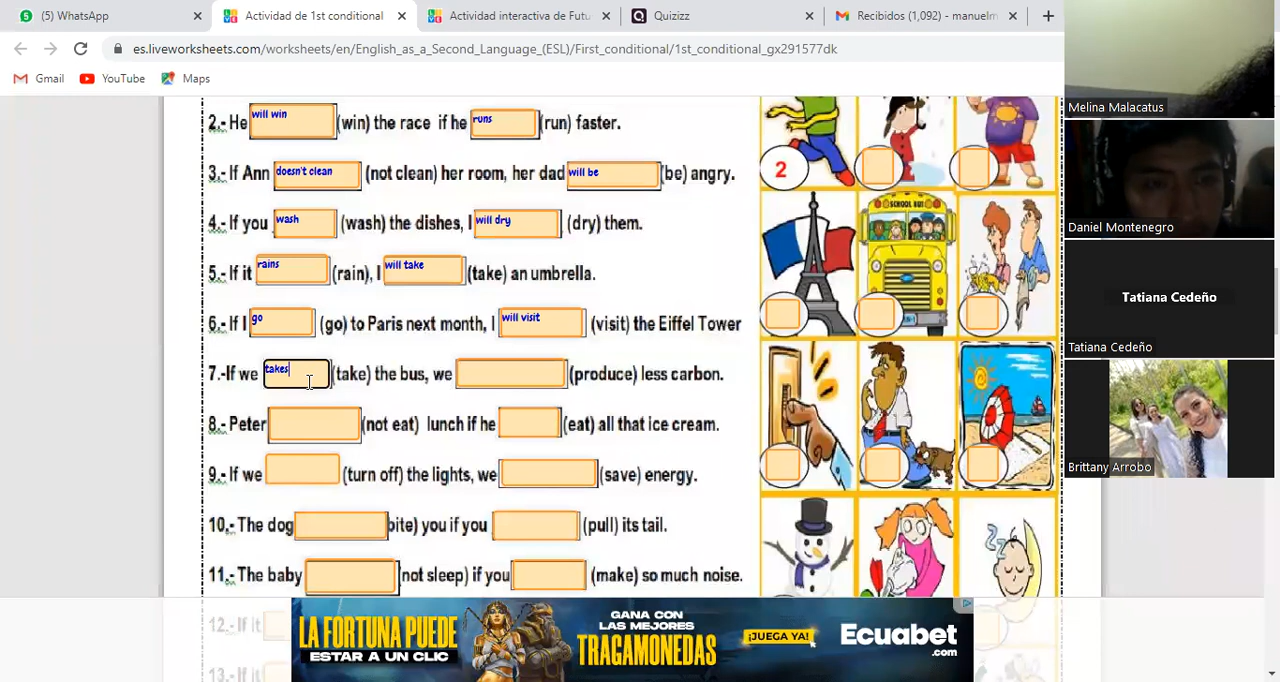 (5) WhatsApp
Actividad de 1st conditional
Actividad interactiva de Futu
Quizizz
Recibidos (1,092) - manuelm
es.liveworksheets.com/worksheets/en/English_as_a_Second_Language_(ESL)/First_conditional/1st_conditional_gx291577dk
Gmail
YouTube
Maps
2.- He will win (win) the race if he runs (run) faster.
3.- If Ann doesn't clean (not clean) her room, her dad will be (be) angry.
4.- If you wash (wash) the dishes, I will dry (dry) them.
5.- If it rains (rain), I will take (take) an umbrella.
6.- If I go (go) to Paris next month, I will visit (visit) the Eiffel Tower
7.-If we takes (take) the bus, we (produce) less carbon.
8.- Peter (not eat) lunch if he (eat) all that ice cream.
9.- If we (turn off) the lights, we (save) energy.
10.- The dog bite) you if you (pull) its tail.
11.- The baby (not sleep) if you (make) so much noise.
12.- If it
13.- If
2
SCHOOL BUS
Melina Malacatus
Daniel Montenegro
Tatiana Cedeño
Tatiana Cedeño
Brittany Arrobo
LA FORTUNA PUEDE
ESTAR A UN CLIC
GANA CON
LAS MEJORES
TRAGAMONEDAS
¡JUEGA YA!
Ecuabet
.com